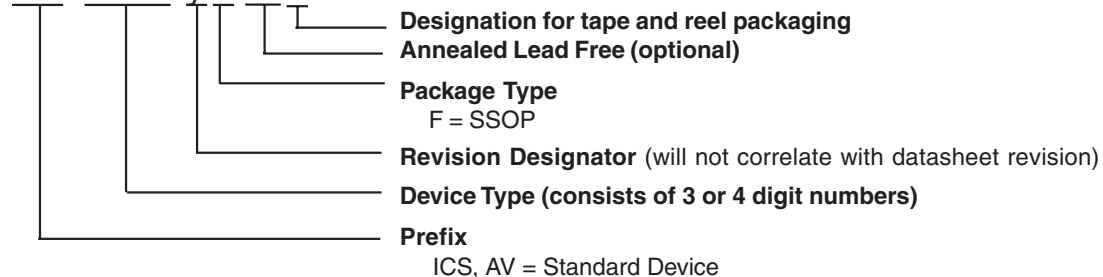 Designation for tape and reel packaging
Annealed Lead Free (optional)
Package Type
F = SSOP
Revision Designator (will not correlate with datasheet revision)
Device Type (consists of 3 or 4 digit numbers)
Prefix
ICS, AV = Standard Device